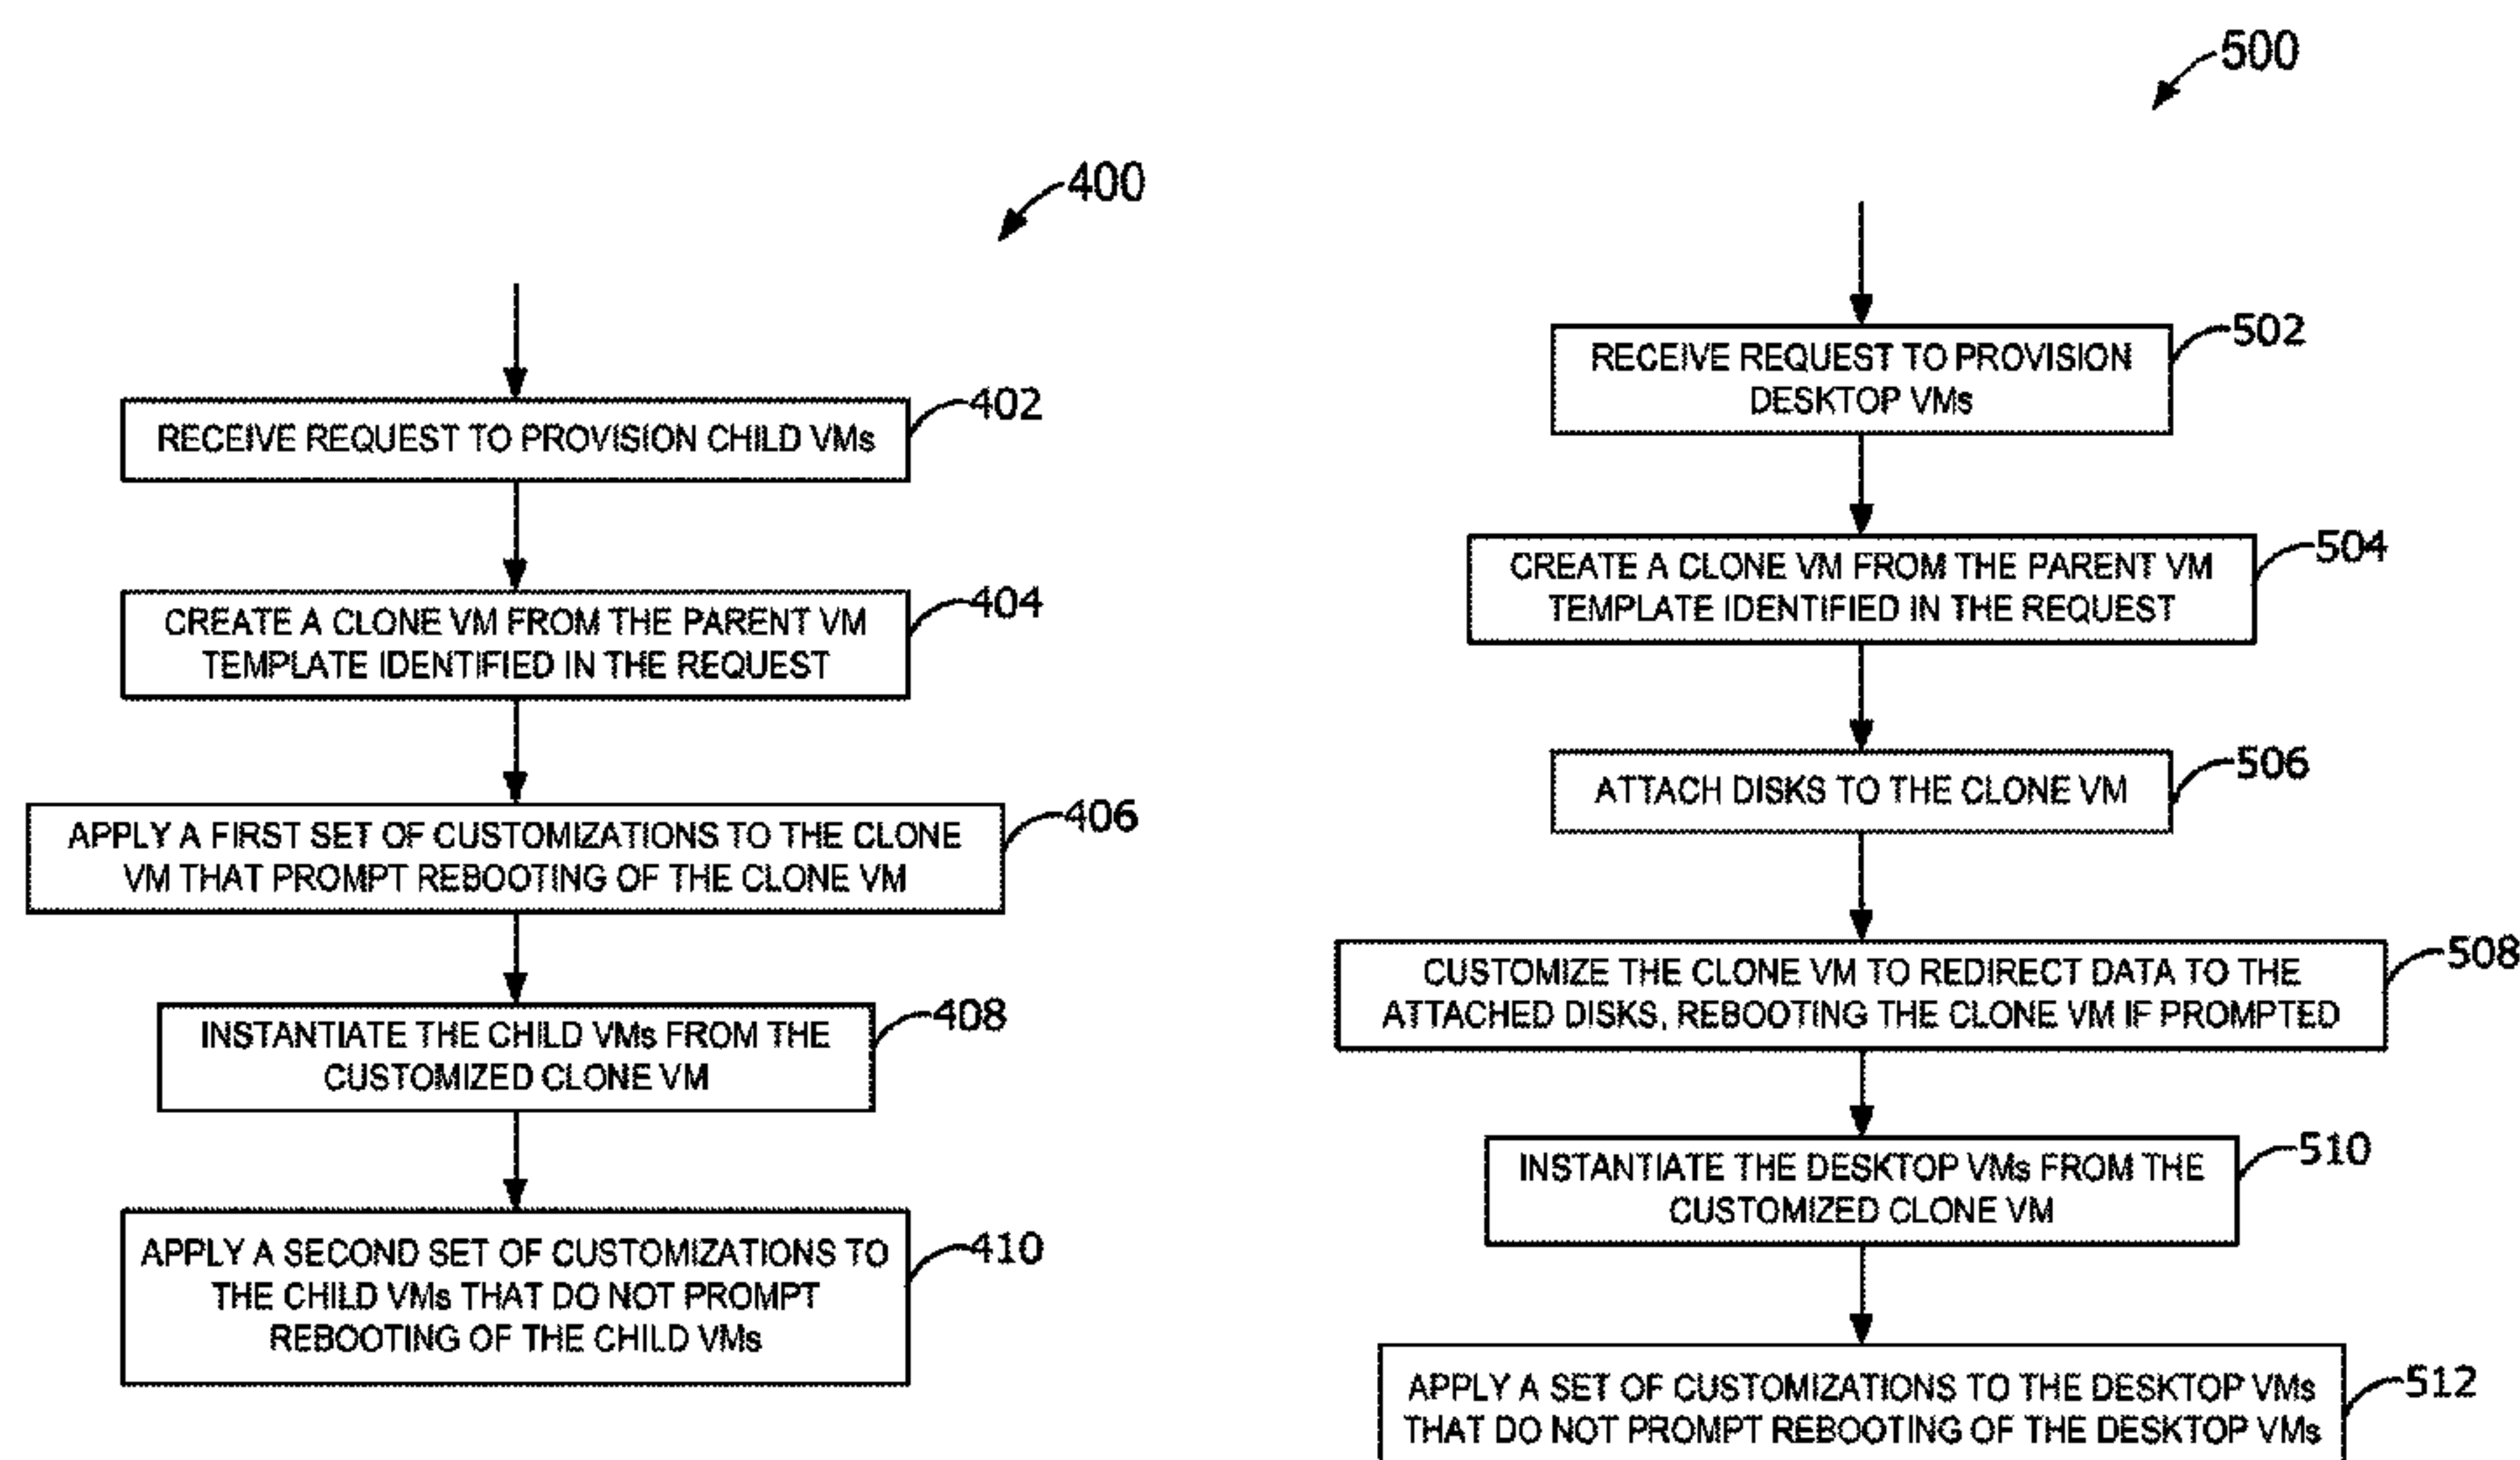 400
402
RECEIVE REQUEST TO PROVISION CHILD VMs
404
CREATE A CLONE VM FROM THE PARENT VM
TEMPLATE IDENTIFIED IN THE REQUEST
406
APPLY A FIRST SET OF CUSTOMIZATIONS TO THE CLONE
VM THAT PROMPT REBOOTING OF THE CLONE VM
408
INSTANTIATE THE CHILD VMs FROM THE
CUSTOMIZED CLONE VM
410
APPLY A SECOND SET OF CUSTOMIZATIONS TO
THE CHILD VMs THAT DO NOT PROMPT
REBOOTING OF THE CHILD VMs
500
502
RECEIVE REQUEST TO PROVISION
DESKTOP VMs
504
CREATE A CLONE VM FROM THE PARENT VM
TEMPLATE IDENTIFIED IN THE REQUEST
506
ATTACH DISKS TO THE CLONE VM
508
CUSTOMIZE THE CLONE VM TO REDIRECT DATA TO THE
ATTACHED DISKS, REBOOTING THE CLONE VM IF PROMPTED
510
INSTANTIATE THE DESKTOP VMs FROM THE
CUSTOMIZED CLONE VM
512
APPLY A SET OF CUSTOMIZATIONS TO THE DESKTOP VMs
THAT DO NOT PROMPT REBOOTING OF THE DESKTOP VMs